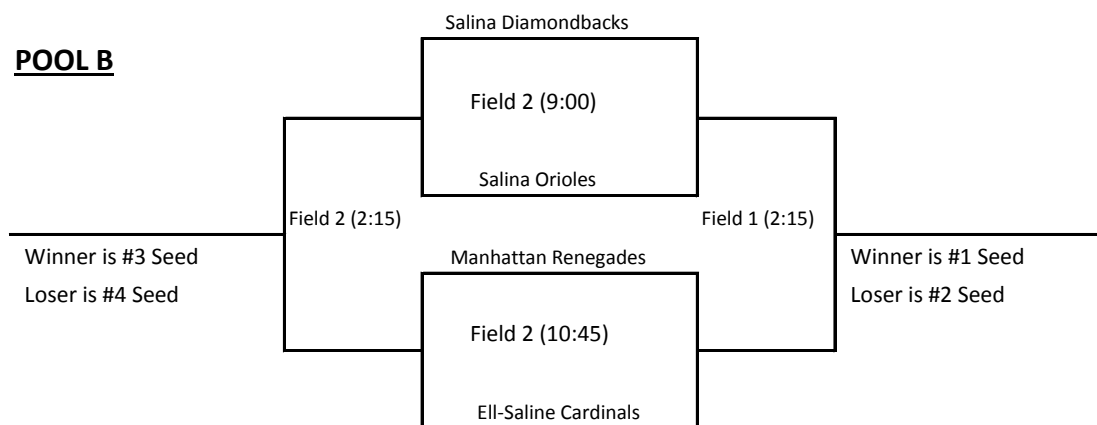 Salina Diamondbacks
POOL B
Field 2 (9:00)
Salina Orioles
Field 2 (2:15)
Field 1 (2:15)
Winner is #3 Seed
Loser is #4 Seed
Manhattan Renegades
Winner is #1 Seed
Loser is #2 Seed
Field 2 (10:45)
Ell-Saline Cardinals